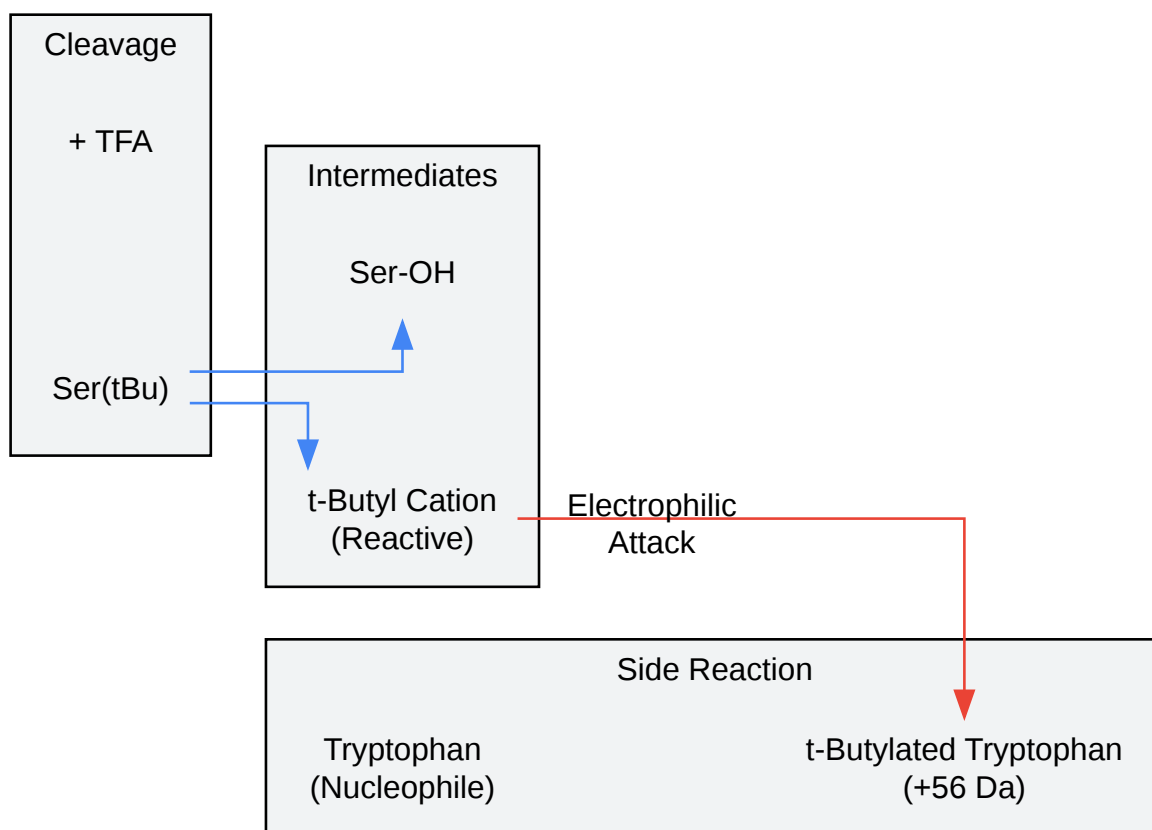 Cleavage
+ TFA
Ser(tBu)
Intermediates
Ser-OH
t-Butyl Cation
(Reactive)
Electrophilic
Attack
Side Reaction
Tryptophan
(Nucleophile)
t-Butylated Tryptophan
(+56 Da)